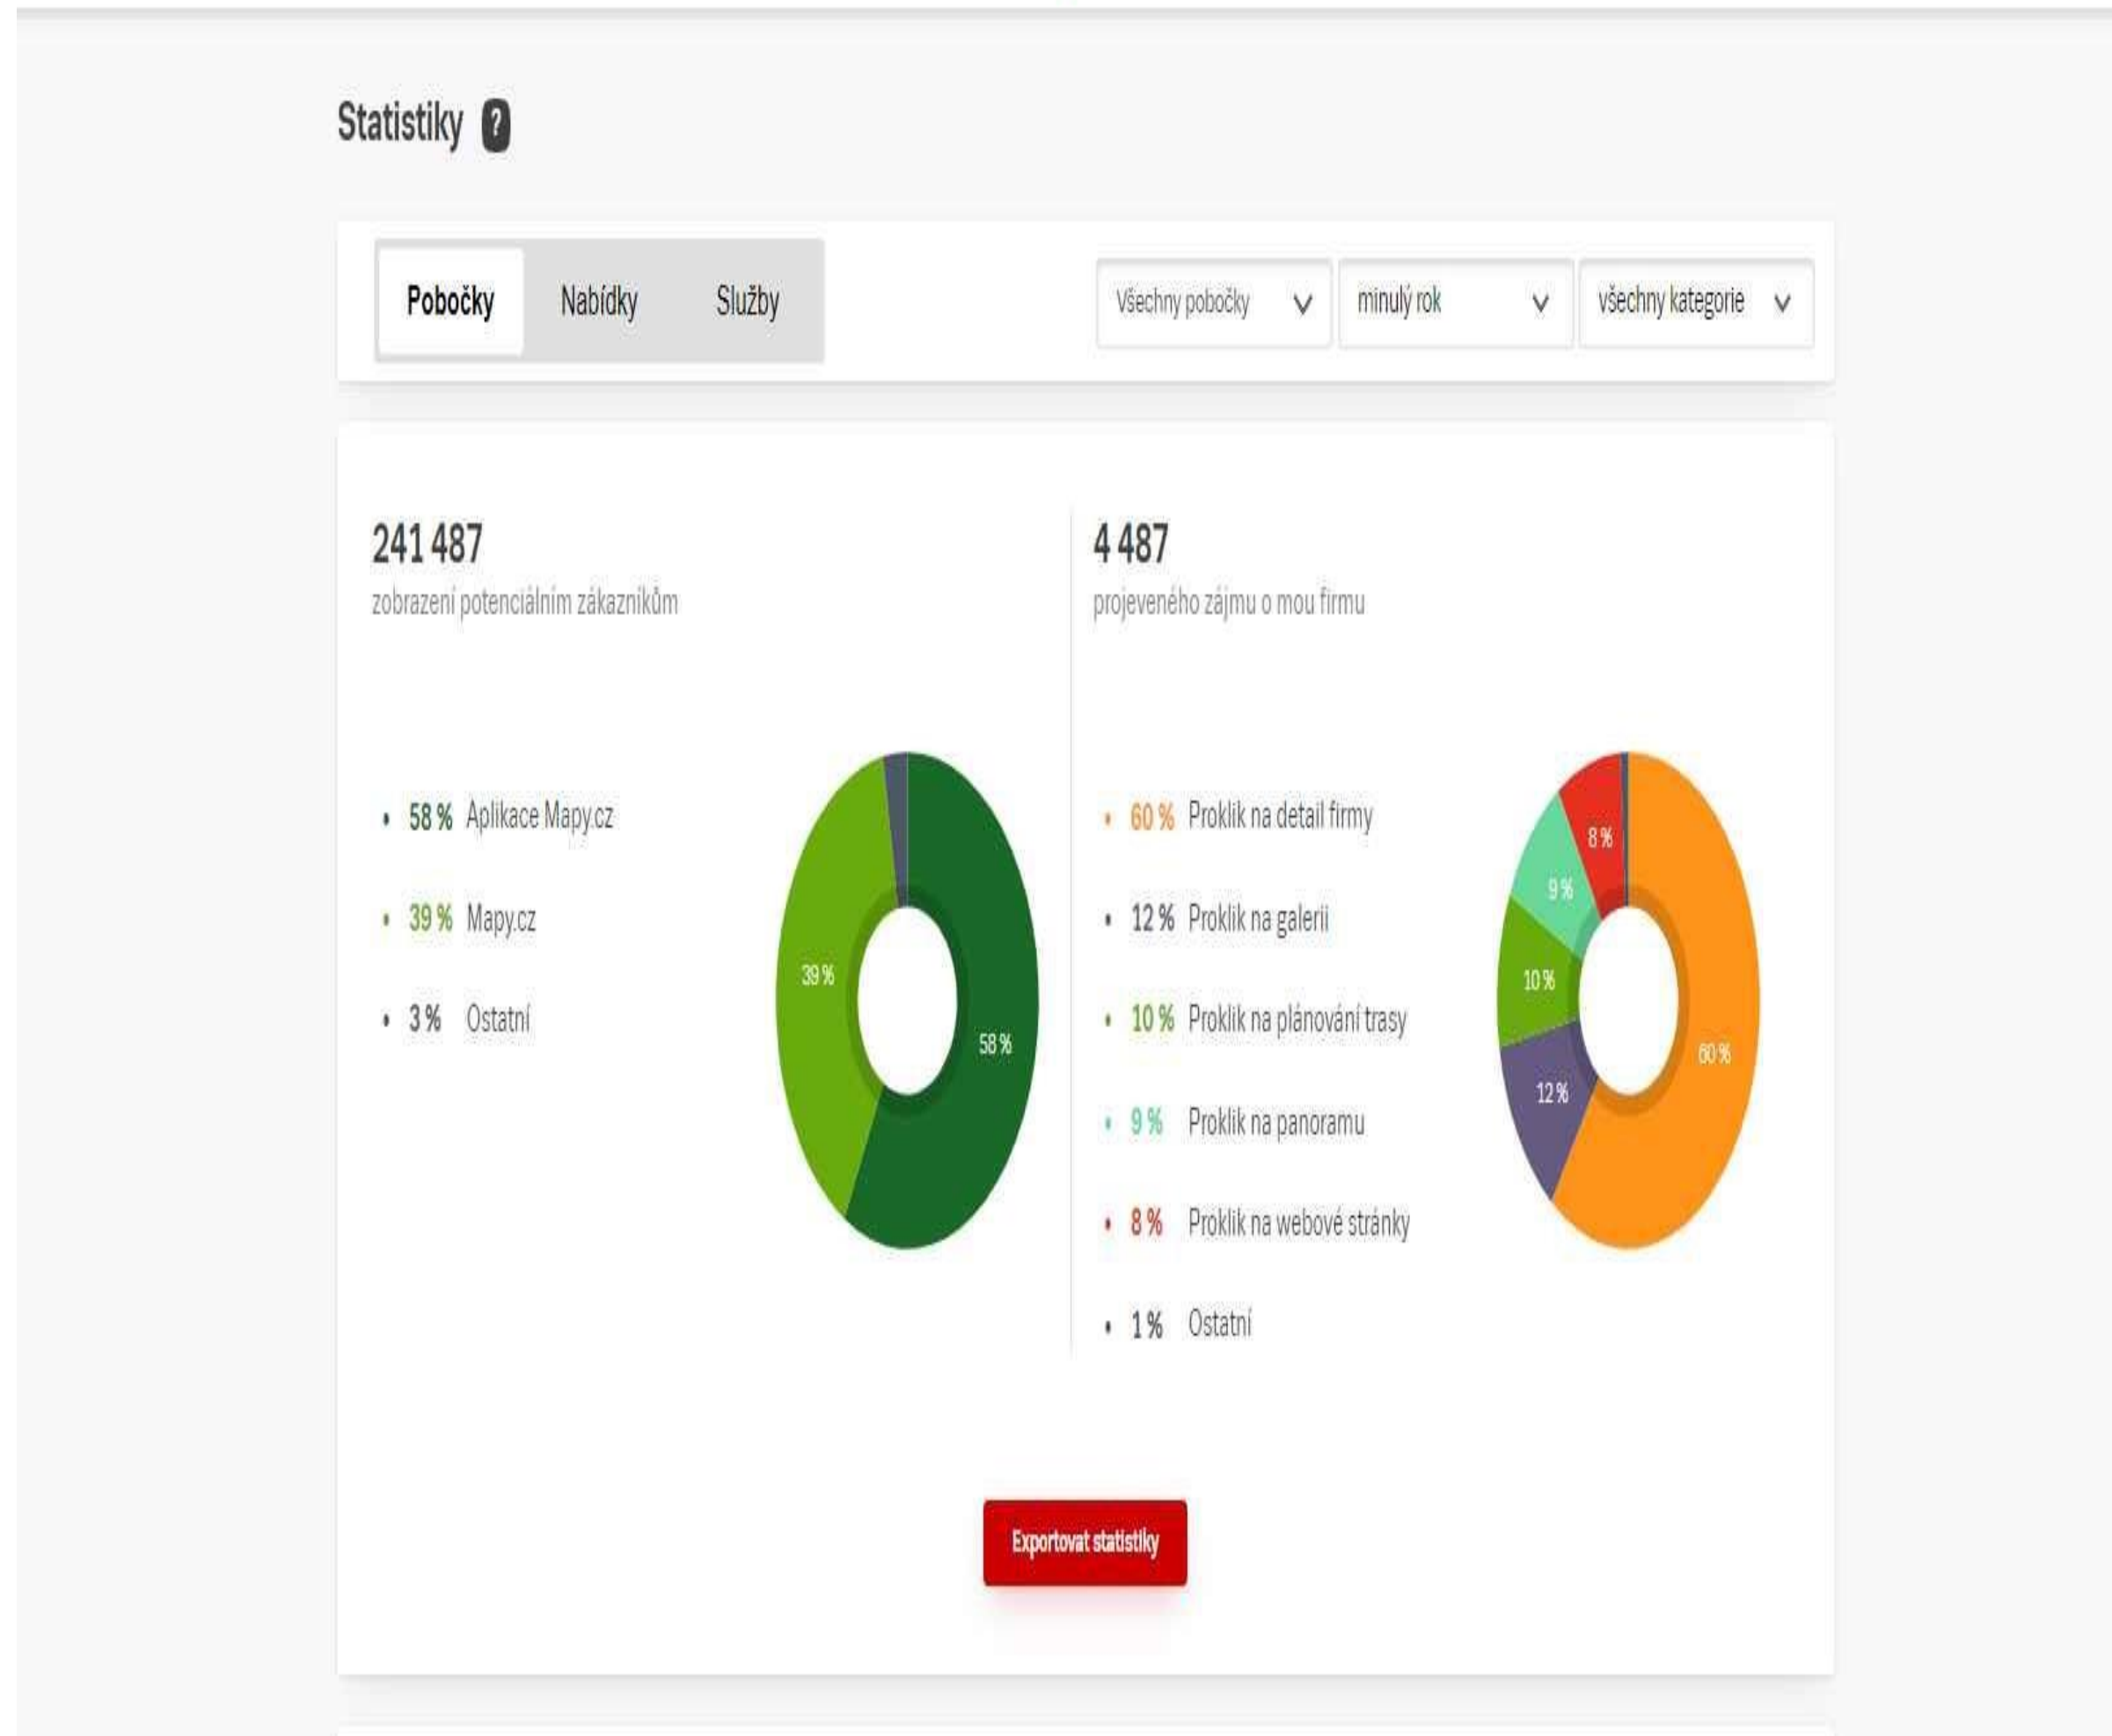 Statistiky ?
Pobočky Nabídky Služby Všechny pobočky minulý rok všechny kategorie
241 487
zobrazení potenciálním zákazníkům
58 % Aplikace Mapy.cz
39 % Mapy.cz
3 % Ostatní
39 %
58 %
4 487
projeveného zájmu o mou firmu
60 % Proklik na detail firmy
12 % Proklik na galerii
10 % Proklik na plánování trasy
9 % Proklik na panoramu
8 % Proklik na webové stránky
1 % Ostatní
8 %
9 %
10 %
60 %
12 %
Exportovat statistiky